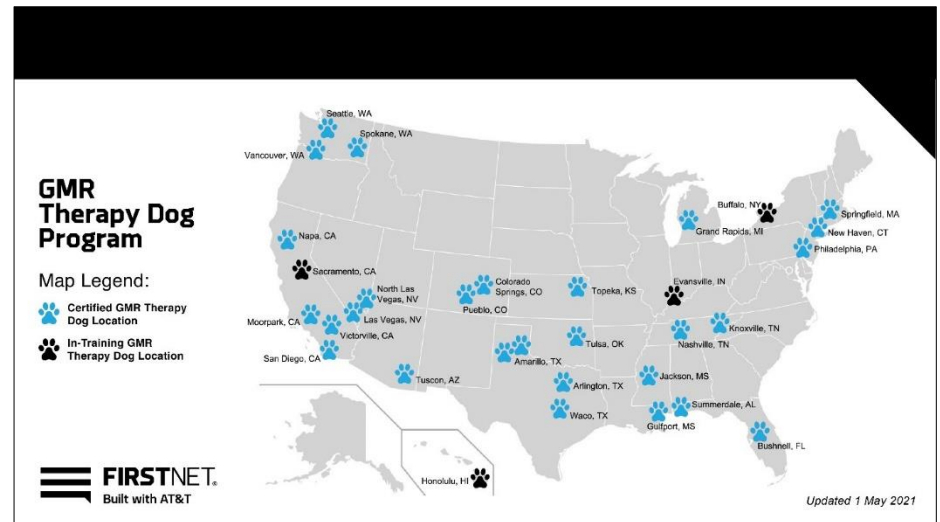 GMR
Therapy Dog
Program
Map Legend:
Certified GMR Therapy
Dog Location
In-Training GMR
Therapy Dog Location
Seattle, WA
Spokane, WA
Vancouver, WA
Napa, CA
Sacramento, CA
North Las
Vegas, NV
Moorpark, CA
Las Vegas, NV
Victorville, CA
San Diego, CA
Tuscon, AZ
Colorado
Springs, CO
Pueblo, CO
Topeka, KS
Amarillo, TX
Tulsa, OK
Arlington, TX
Waco, TX
Grand Rapids, MI
Buffalo, NY
Springfield, MA
New Haven, CT
Philadelphia, PA
Evansville, IN
Knoxville, TN
Nashville, TN
Jackson, MS
Summerdale, AL
Gulfport, MS
Bushnell, FL
Honolulu, HI
FIRSTNET®
Built with AT&T
Updated 1 May 2021